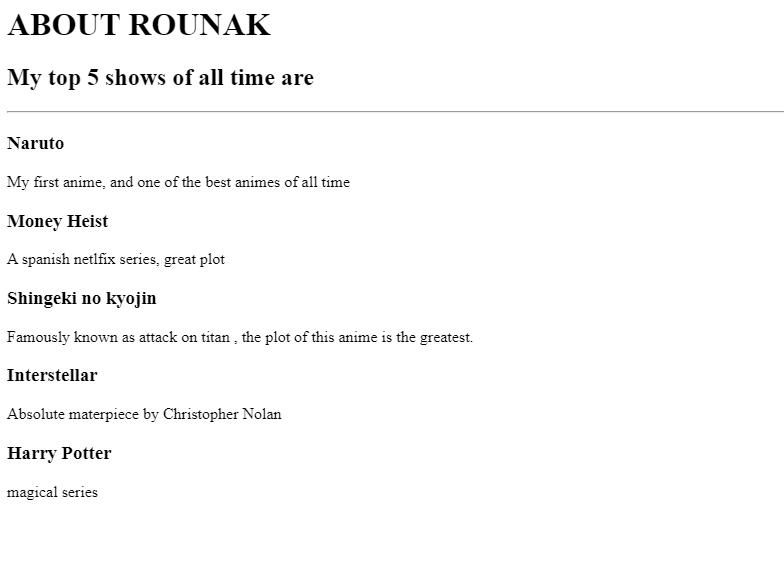 ABOUT ROUNAK
My top 5 shows of all time are
Naruto
My first anime, and one of the best animes of all time
Money Heist
A spanish netlfix series, great plot
Shingeki no kyojin
Famously known as attack on titan , the plot of this anime is the greatest.
Interstellar
Absolute materpiece by Christopher Nolan
Harry Potter
magical series